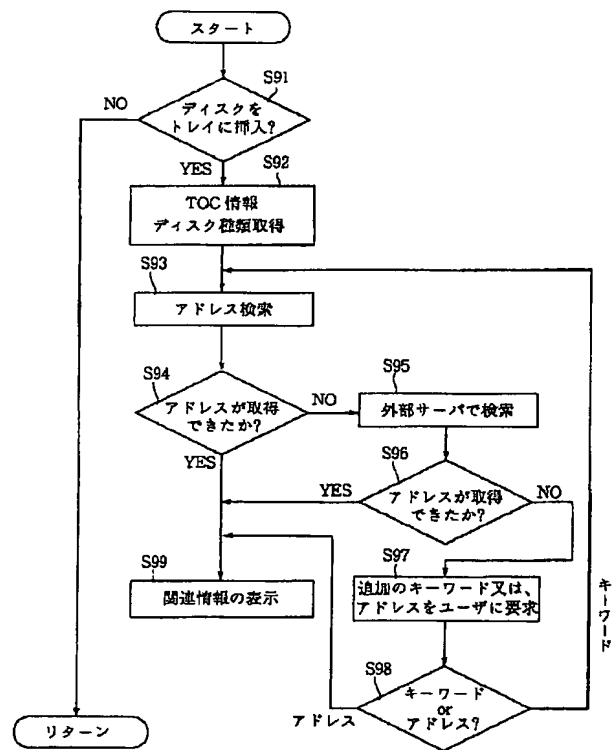 スタート
S91
ディスクを
トレイに挿入?
NO
YES
S92
TOC 情報
ディスク種類取得
S93
アドレス検索
S94
アドレスが取得
できたか?
NO
YES
S95
外部サーバで検索
S96
アドレスが取得
できたか?
YES
NO
S97
追加のキーワード又は、
アドレスをユーザに要求
S98
キーワード
or
アドレス?
アドレス
キーワード
S99
関連情報の表示
リターン